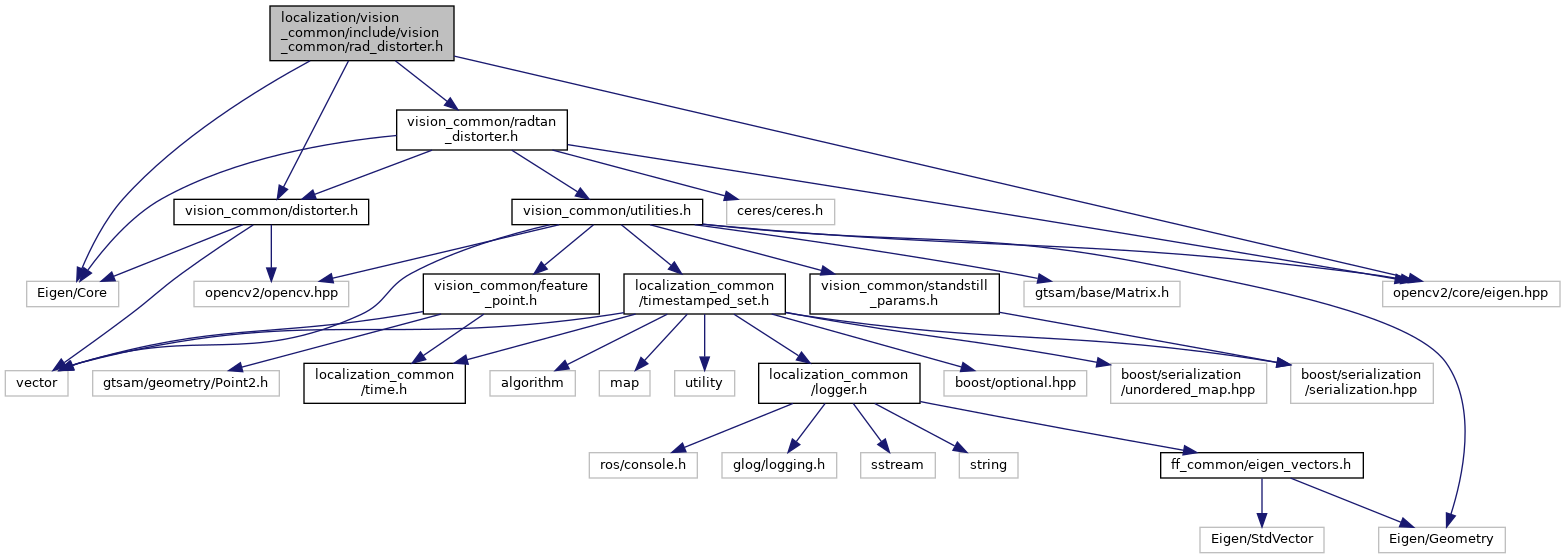 localization/vision
_common/include/vision
_common/rad_distorter.h
vision_common/radtan
_distorter.h
vision_common/distorter.h
vision_common/utilities.h
ceres/ceres.h
Eigen/Core
opencv2/opencv.hpp
vision_common/feature
_point.h
localization_common
/timestamped_set.h
vision_common/standstill
_params.h
gtsam/base/Matrix.h
opencv2/core/eigen.hpp
vector
gtsam/geometry/Point2.h
localization_common
/time.h
algorithm
map
utility
localization_common
/logger.h
boost/optional.hpp
boost/serialization
/unordered_map.hpp
boost/serialization
/serialization.hpp
ros/console.h
glog/logging.h
sstream
string
ff_common/eigen_vectors.h
Eigen/StdVector
Eigen/Geometry